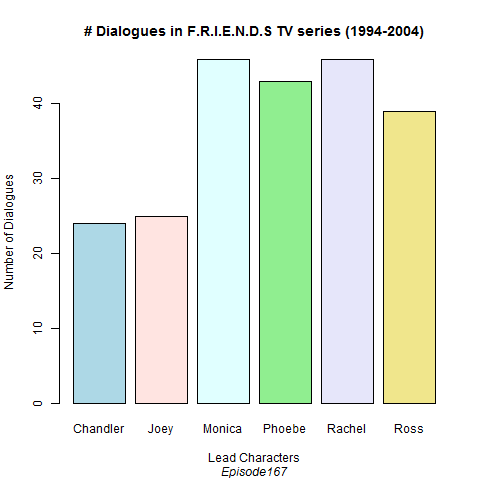 # Dialogues in F.R.I.E.N.D.S TV series (1994-2004)
Number of Dialogues
40
30
20
10
0
Chandler Joey Monica Phoebe Rachel Ross
Lead Characters
Episode167